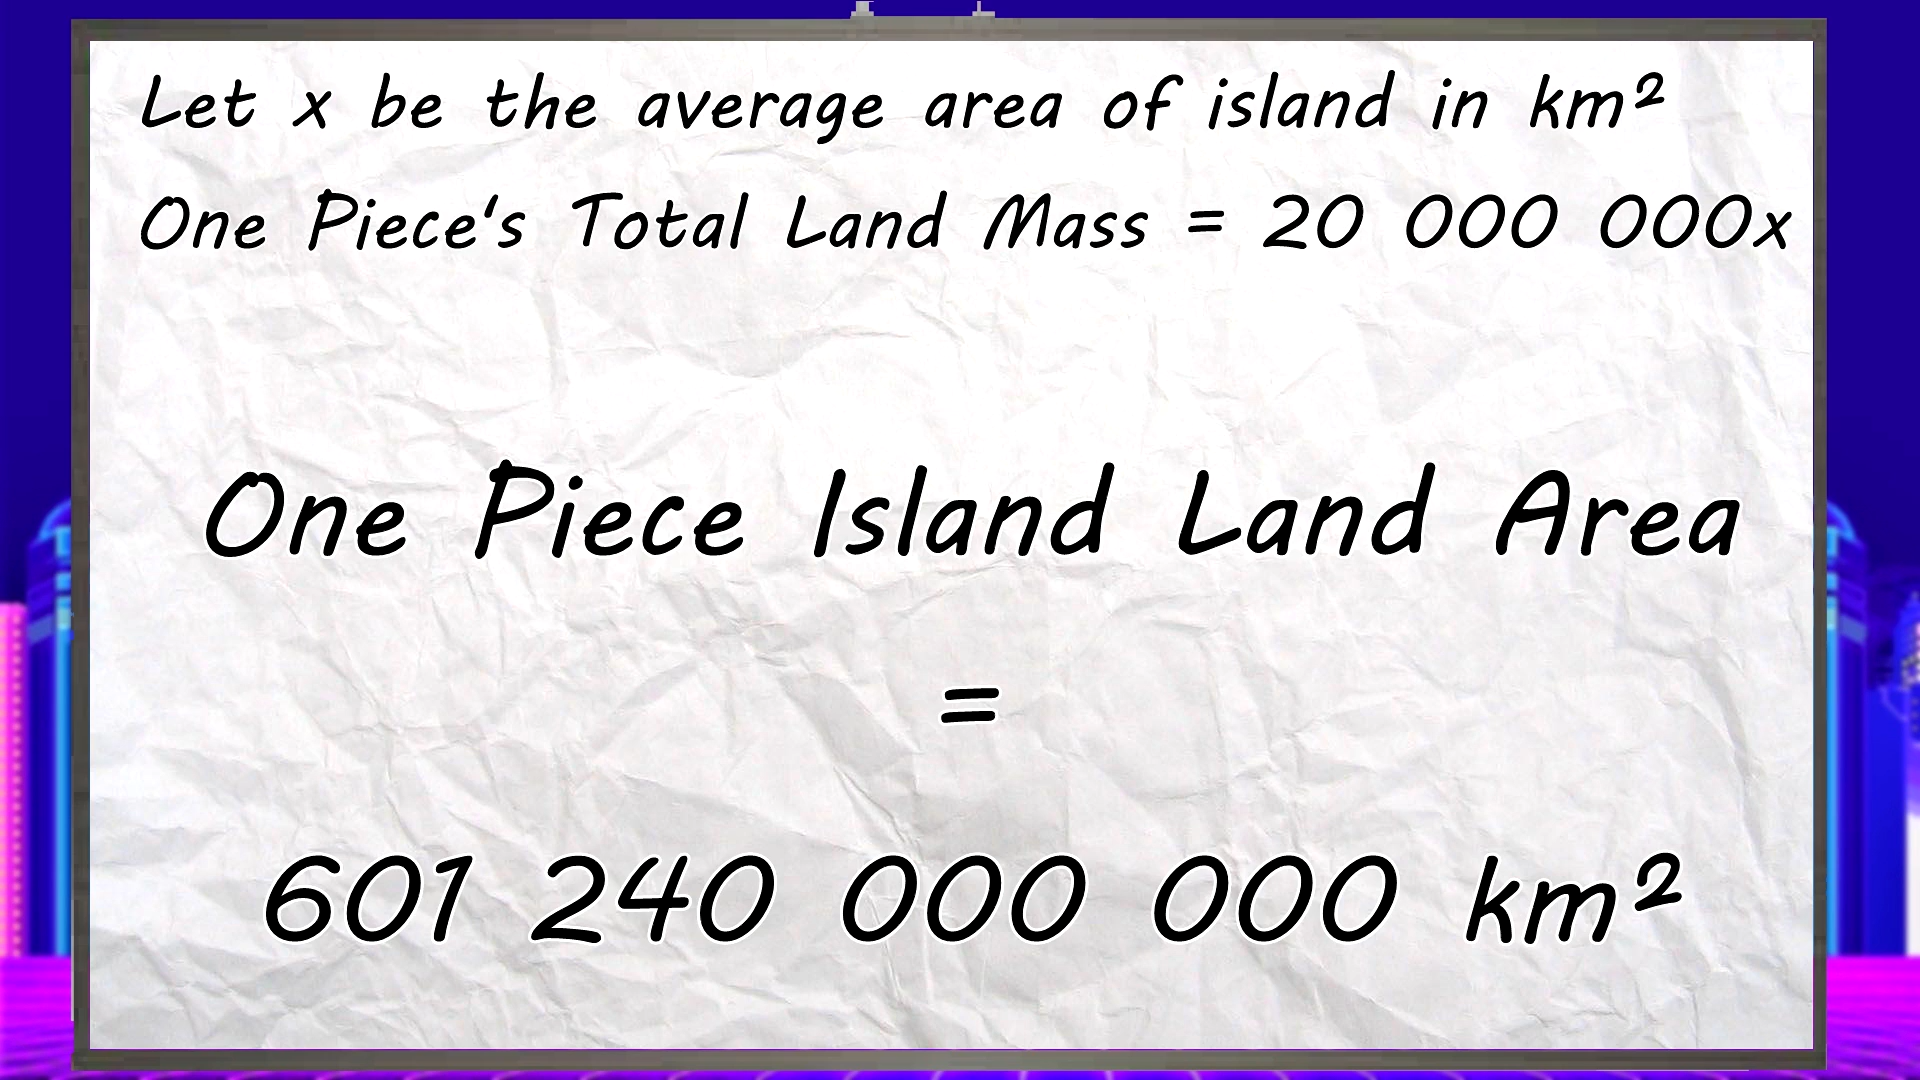 Let x be the average area of island in km²
One Piece's Total Land Mass = 20 000 000x
One Piece Island Land Area
=
601 240 000 000 km²